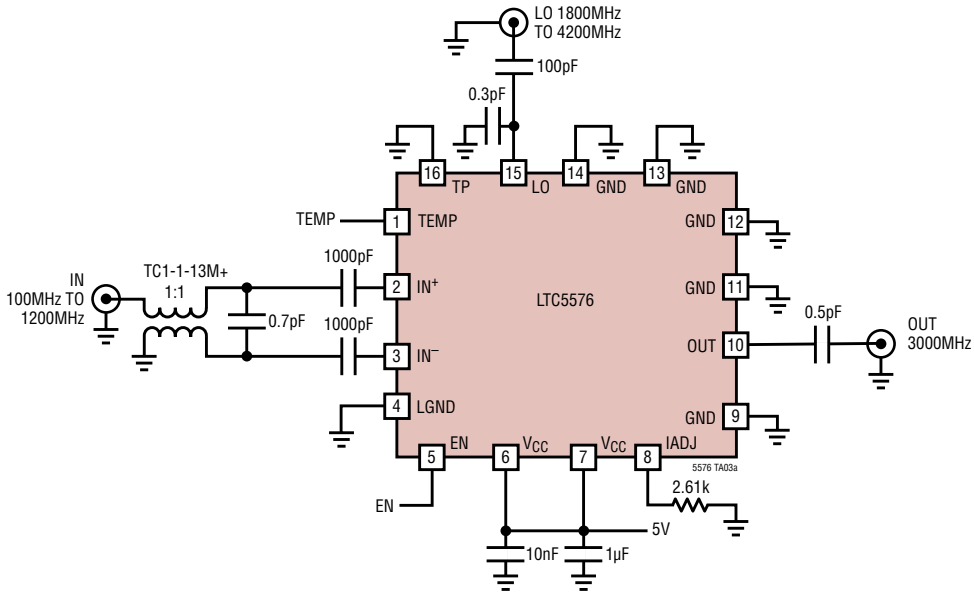 LO 1800MHz
TO 4200MHz
100pF
0.3pF
16
TP
15
LO
14
GND
13
GND
TEMP
1
TEMP
GND
12
IN
100MHz TO
1200MHz
TC1-1-13M+
1:1
1000pF
2
IN+
0.7pF
1000pF
3
IN–
LTC5576
GND
11
OUT
10
0.5pF
OUT
3000MHz
4
LGND
GND
9
EN
5
VCC
6
VCC
7
IADJ
8
5576 TA03a
EN
2.61k
5V
10nF
1µF